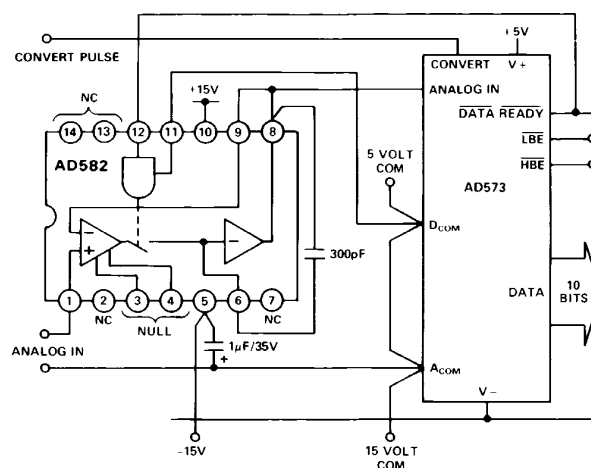 CONVERT PULSE
+5V
CONVERT
V+
ANALOG IN
DATA READY
LBE
HBE
AD573
D COM
DATA
10
BITS
A COM
V−
NC
+15V
14
13
12
11
10
9
8
AD582
5 VOLT
COM
300pF
−
+
−
1
2
3
4
5
6
7
NC
NULL
NC
1μF/35V
+
ANALOG IN
−15V
15 VOLT
COM